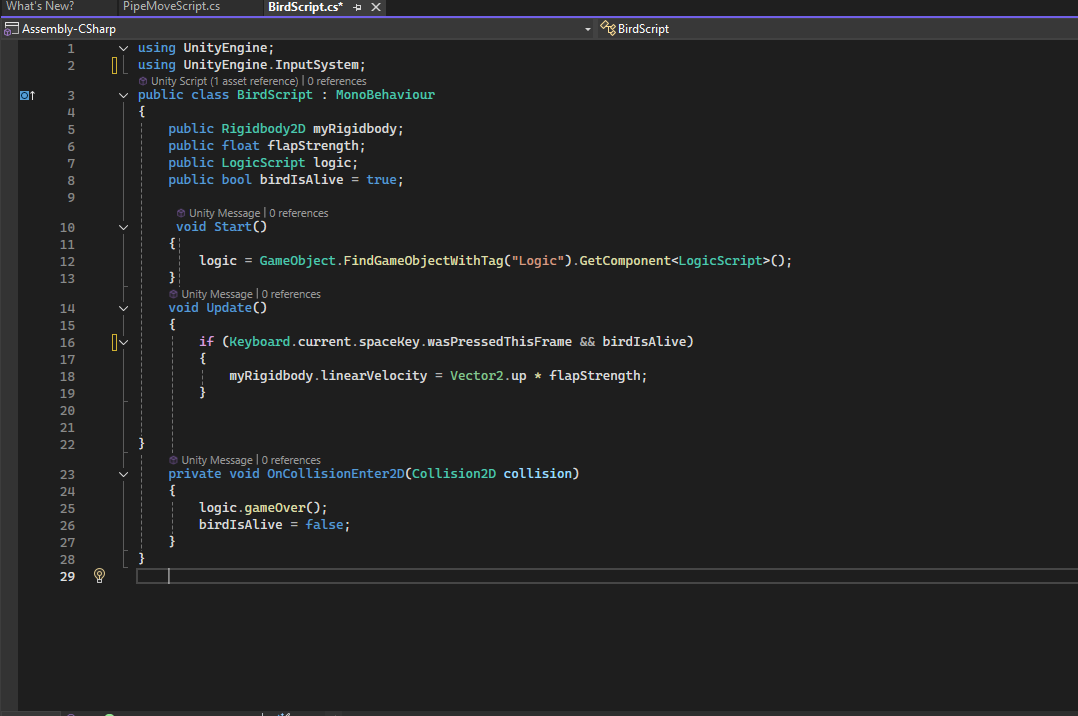 What's New?
PipeMoveScript.cs
BirdScript.cs*
Assembly-CSharp
BirdScript
1 using UnityEngine;
2 using UnityEngine.InputSystem;
Unity Script (1 asset reference) | 0 references
3 public class BirdScript : MonoBehaviour
4 {
5 public Rigidbody2D myRigidbody;
6 public float flapStrength;
7 public LogicScript logic;
8 public bool birdIsAlive = true;
9
Unity Message | 0 references
10 void Start()
11 {
12 logic = GameObject.FindGameObjectWithTag("Logic").GetComponent<LogicScript>();
13 }
Unity Message | 0 references
14 void Update()
15 {
16 if (Keyboard.current.spaceKey.wasPressedThisFrame && birdIsAlive)
17 {
18 myRigidbody.linearVelocity = Vector2.up * flapStrength;
19 }
20
21
22 }
Unity Message | 0 references
23 private void OnCollisionEnter2D(Collision2D collision)
24 {
25 logic.gameOver();
26 birdIsAlive = false;
27 }
28 }
29